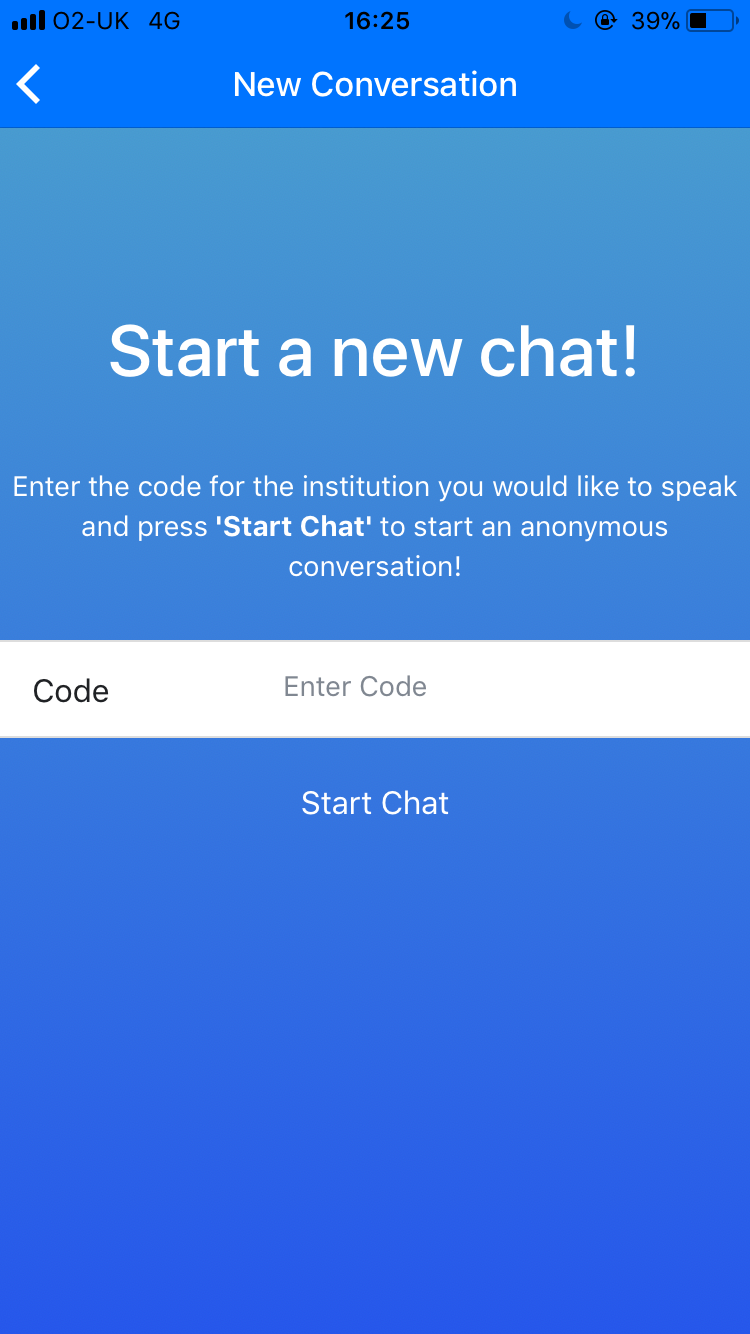 O2-UK 4G 16:25 39%
New Conversation
Start a new chat!
Enter the code for the institution you would like to speak
and press 'Start Chat' to start an anonymous
conversation!
Code Enter Code
Start Chat